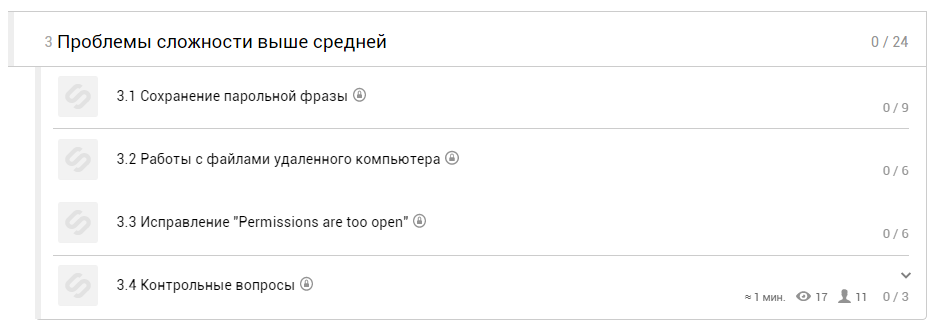 3 Проблемы сложности выше средней 0 / 24
3.1 Сохранение парольной фразы
0 / 9
3.2 Работы с файлами удаленного компьютера
0 / 6
3.3 Исправление "Permissions are too open"
0 / 6
3.4 Контрольные вопросы
≈ 1 мин. 17 11 0 / 3